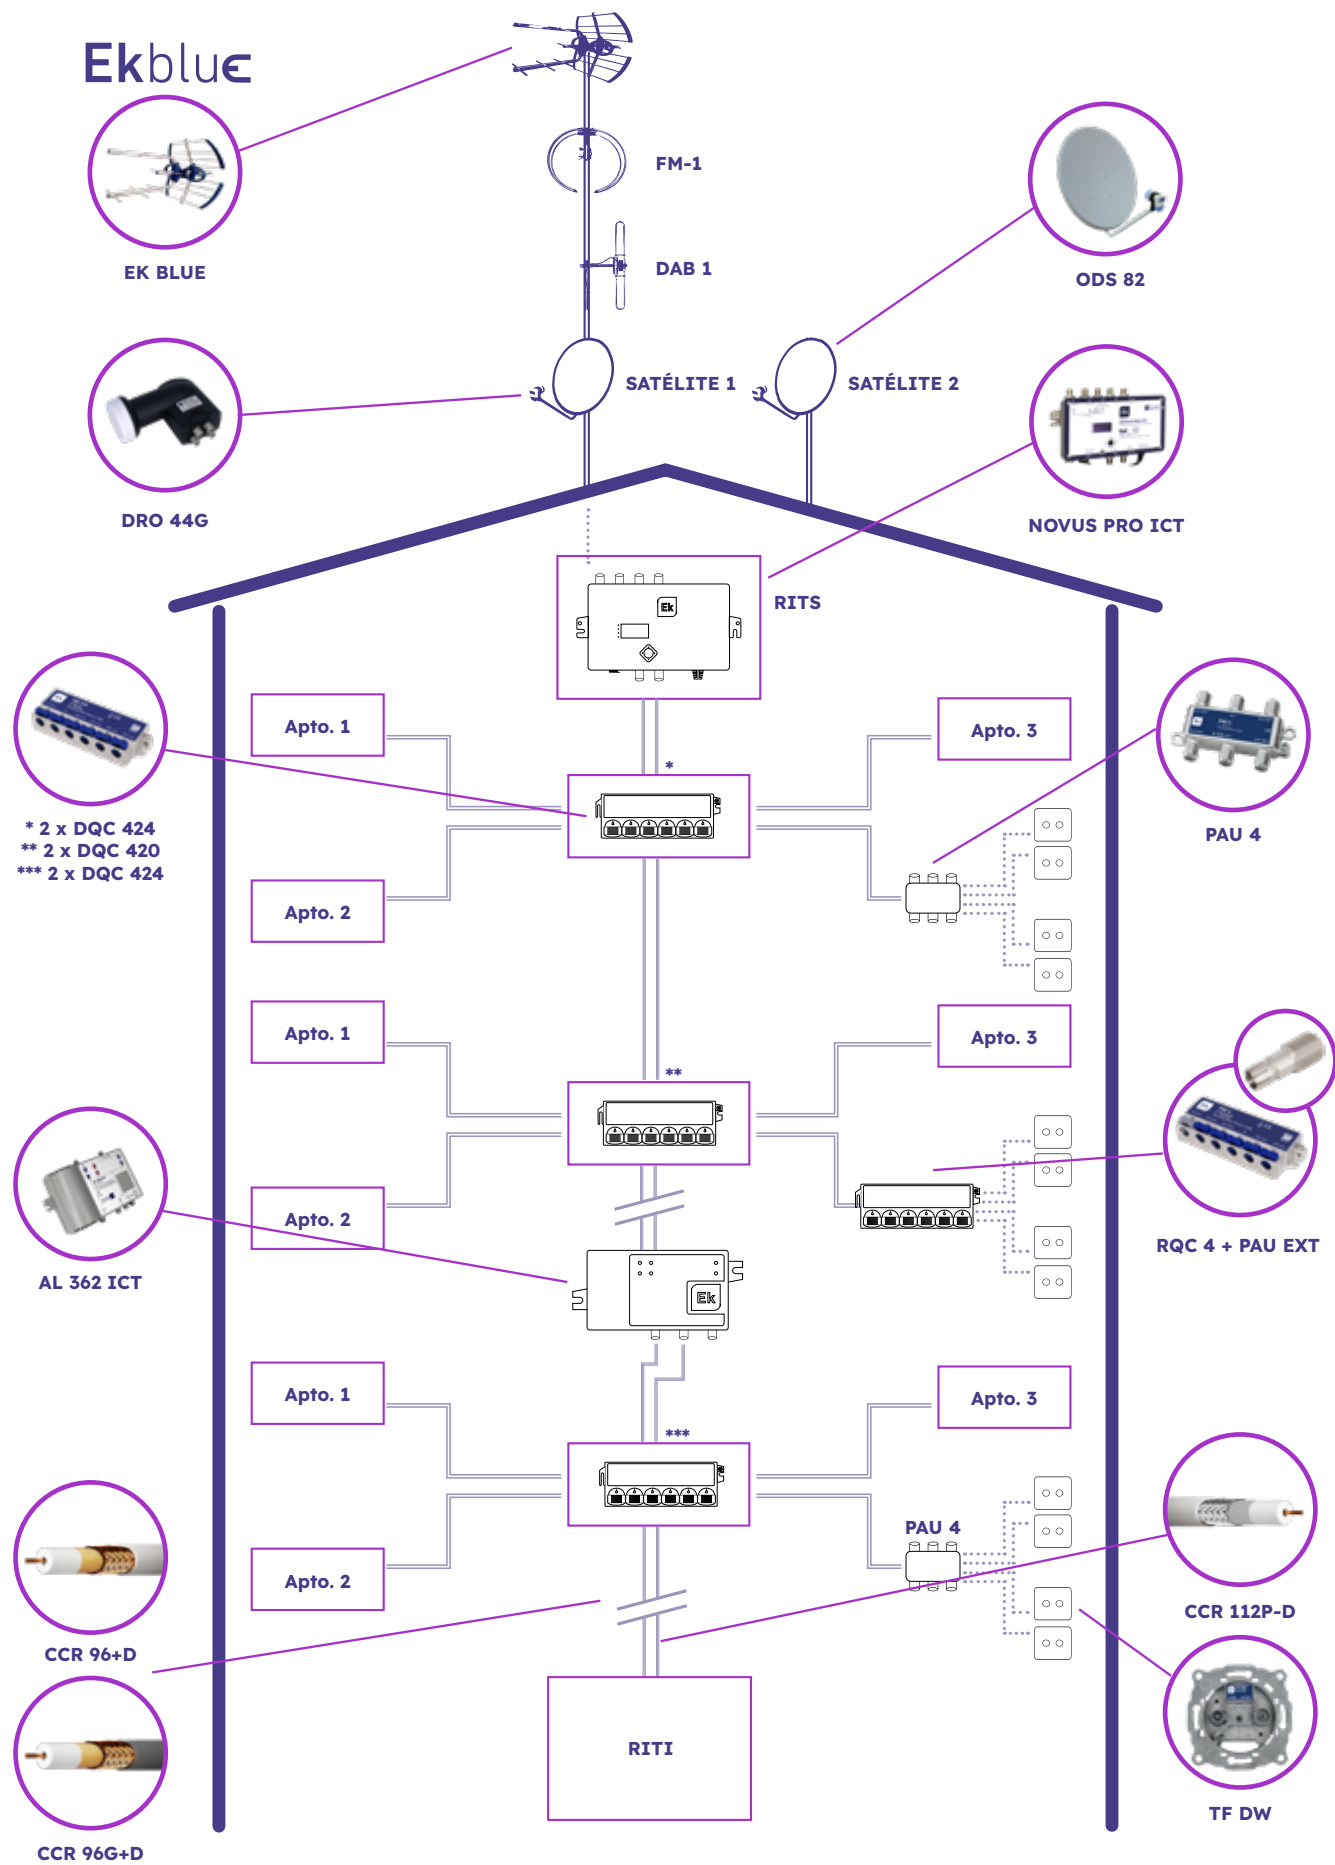 Ekblue
EK BLUE
FM-1
DAB 1
ODS 82
SATÉLITE 1
SATÉLITE 2
DRO 44G
NOVUS PRO ICT
Ek
RITS
Apto. 1
Apto. 3
*
* 2 x DQC 424
** 2 x DQC 420
*** 2 x DQC 424
PAU 4
Apto. 2
Apto. 1
Apto. 3
**
Apto. 2
RQC 4 + PAU EXT
AL 362 ICT
Ek
Apto. 1
Apto. 3
***
PAU 4
Apto. 2
CCR 96+D
CCR 112P-D
RITI
TF DW
CCR 96G+D